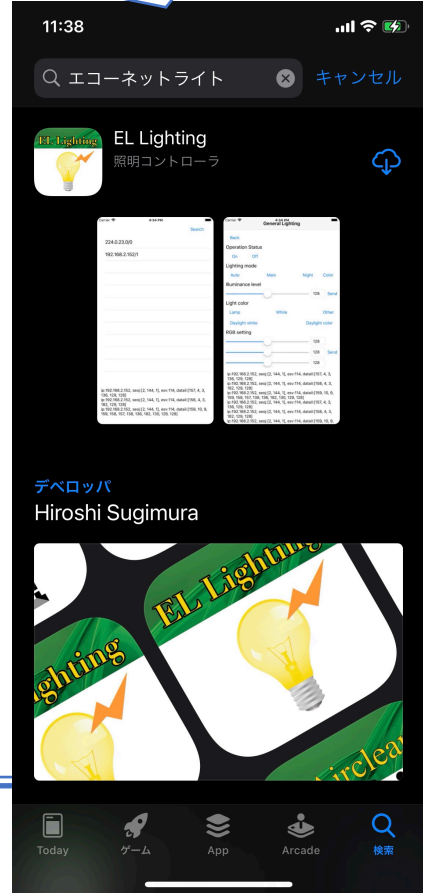 11:38
エコーネットライト
キャンセル
EL Lighting
EL Lighting
照明コントローラ
Search
224.0.23.0/0
192.168.2.152/1
General Lighting
Back
Operation Status
On Off
Lighting mode
Auto Main Night Color
Illuminance level
128 Send
Light color
Lamp White Other
Daylight white Daylight color
RGB setting
128
128 Send
128
デベロッパ
Hiroshi Sugimura
EL Lighting
ghting
Airclea
Today
ゲーム
App
Arcade
検索